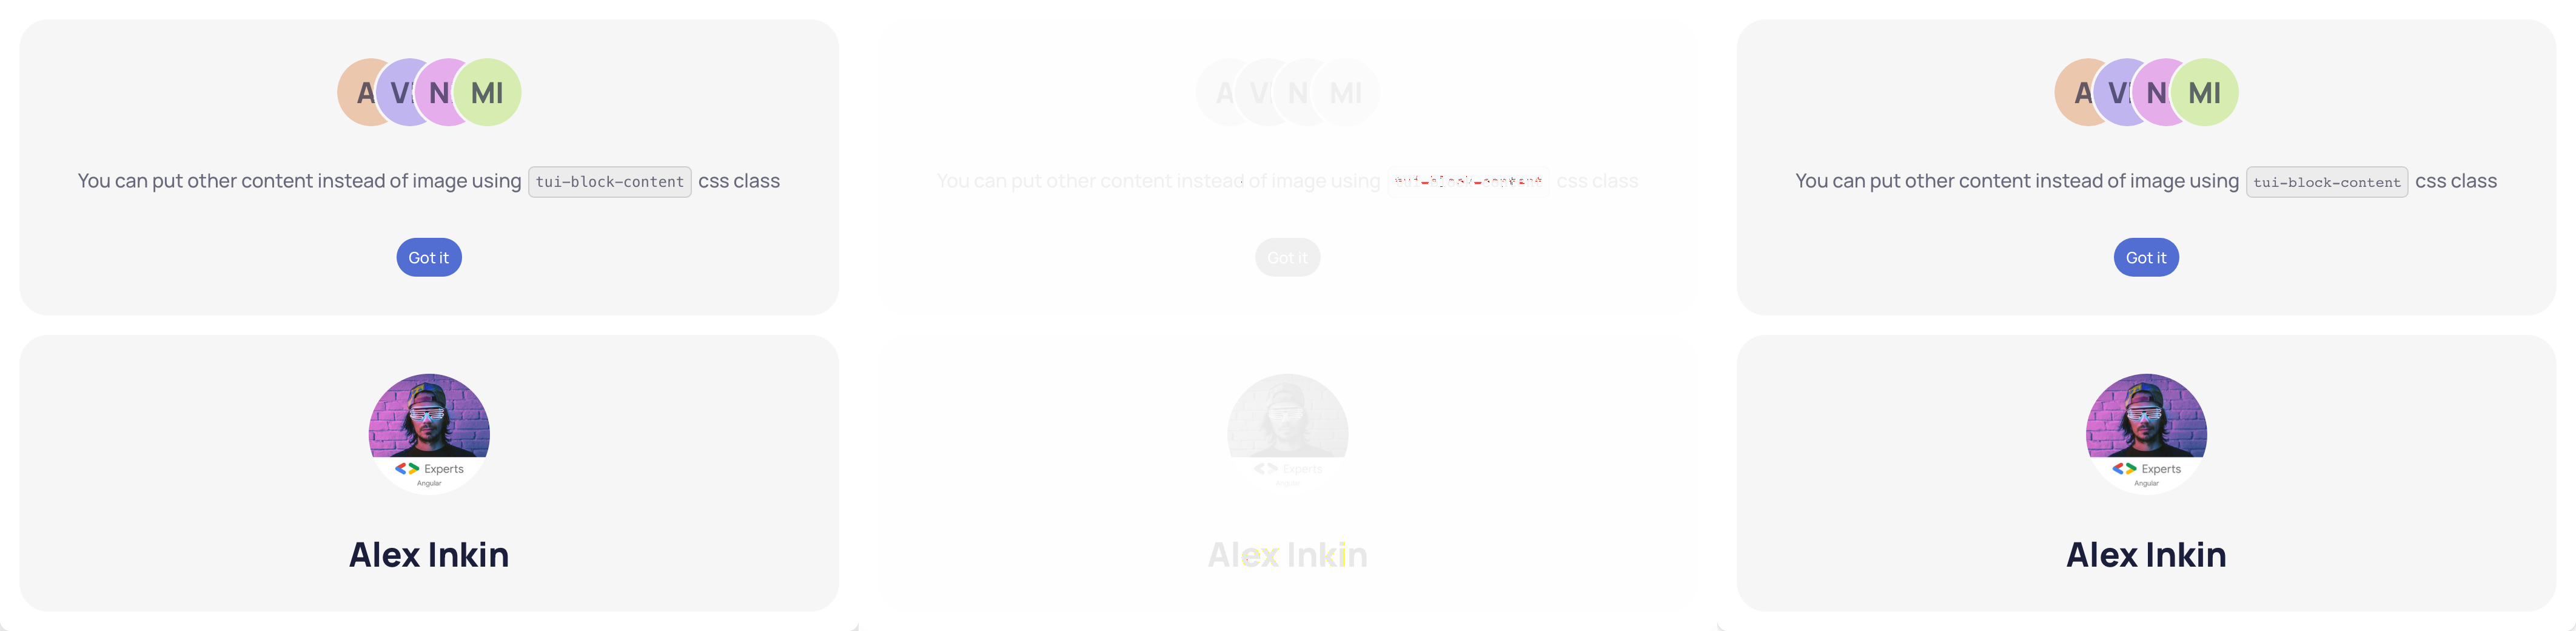 A V N MI
You can put other content instead of image using tui-block-content css class
Got it
Experts
Angular
Alex Inkin
A V N MI
You can put other content instead of image using tui-block-content css class
Got it
Experts
Angular
Alex Inkin
A V N MI
You can put other content instead of image using tui-block-content css class
Got it
Experts
Angular
Alex Inkin